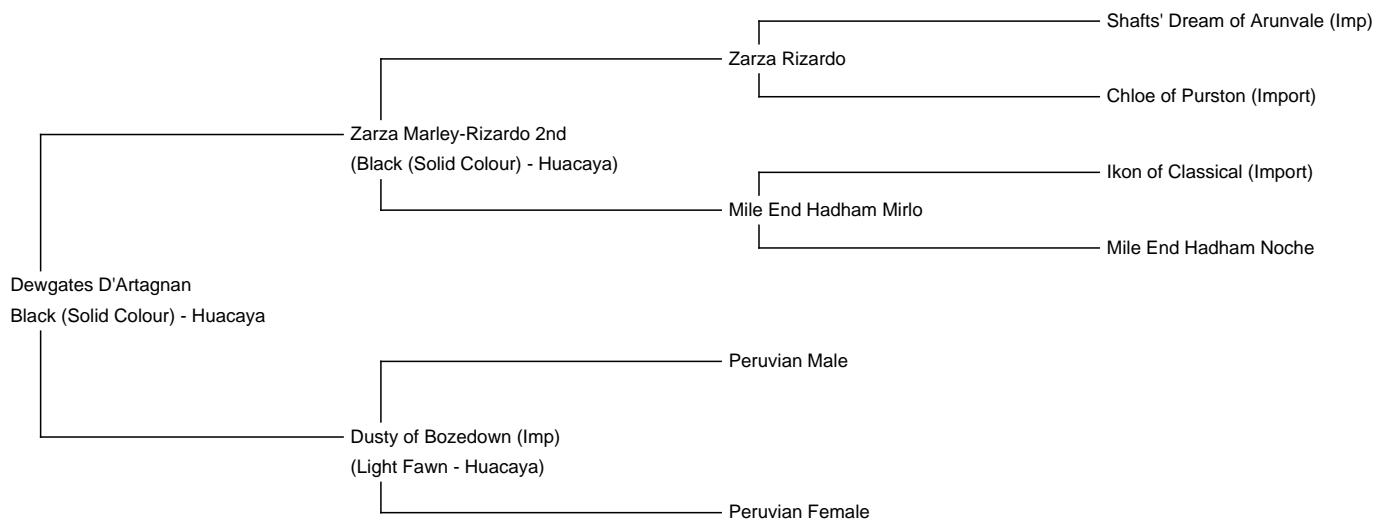 Shafts' Dream of Arunvale (Imp)
Zarza Rizardo
Chloe of Purston (Import)
Zarza Marley-Rizardo 2nd
(Black (Solid Colour) - Huacaya)
Ikon of Classical (Import)
Mile End Hadham Mirlo
Mile End Hadham Noche
Dewgates D'Artagnan
Black (Solid Colour) - Huacaya
Peruvian Male
Dusty of Bozedown (Imp)
(Light Fawn - Huacaya)
Peruvian Female